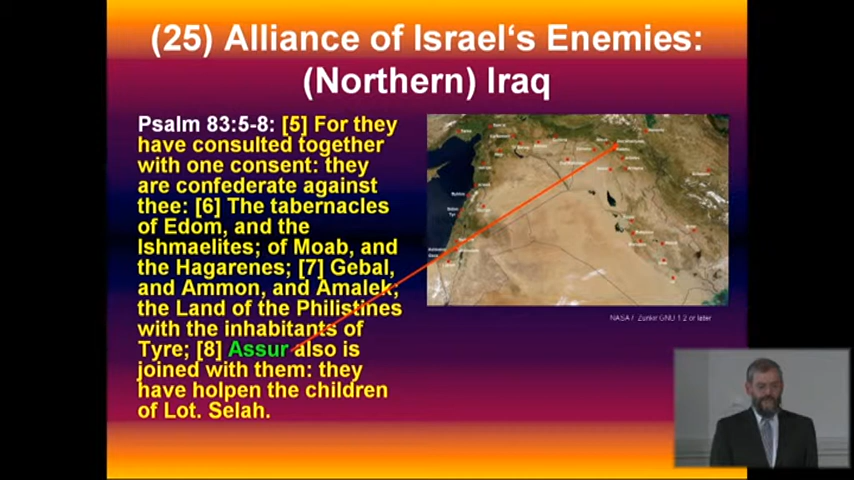 (25) Alliance of Israel‘s Enemies:
(Northern) Iraq
Psalm 83:5-8: [5] For they
have consulted together
with one consent: they
are confederate against
thee: [6] The tabernacles
of Edom, and the
Ishmaelites; of Moab, and
the Hagarenes; [7] Gebal,
and Ammon, and Amalek;
the Land of the Philistines
with the inhabitants of
Tyre; [8] Assur also is
joined with them: they
have holpen the children
of Lot. Selah.
NASA / Zunkir GNU 1.2 or later